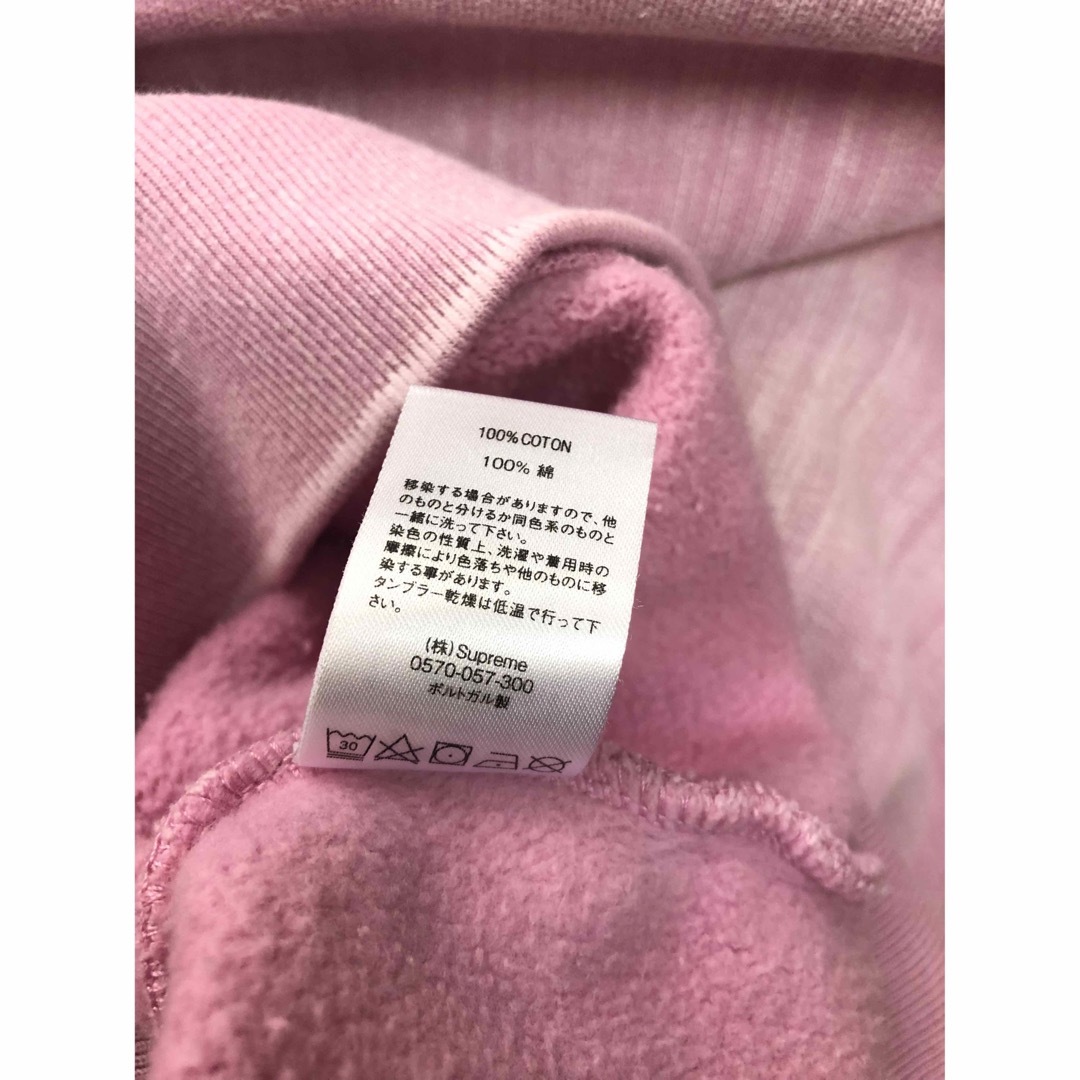 100% COTON
100% 綿
移染する場合がありますので、他
のものと分けるか同色系のものと
一緒に洗って下さい。
染色の性質上、洗濯や着用時の
摩擦により色落ちや他のものに移
染する事があります。
タンブラー乾燥は低温で行って下
さい。
(株)Supreme
0570-057-300
ポルトガル製
30